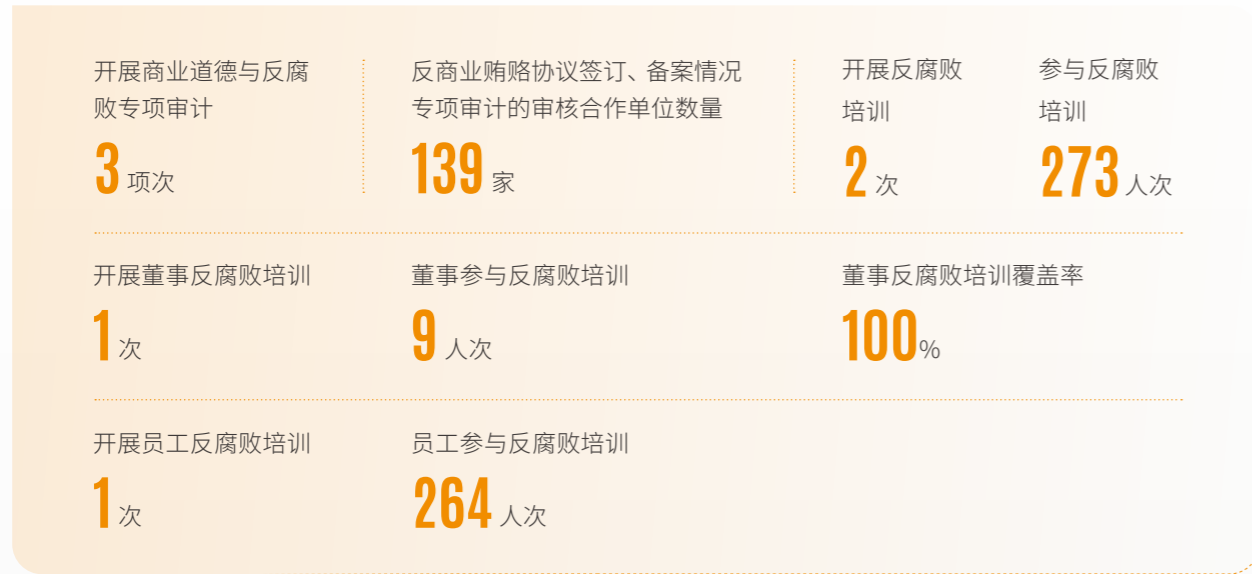 开展商业道德与反腐
败专项审计
3 项次
反商业贿赂协议签订、备案情况
专项审计的审核合作单位数量
139 家
开展反腐败
培训
2 次
参与反腐败
培训
273 人次
开展董事反腐败培训
1 次
董事参与反腐败培训
9 人次
董事反腐败培训覆盖率
100%
开展员工反腐败培训
1 次
员工参与反腐败培训
264 人次